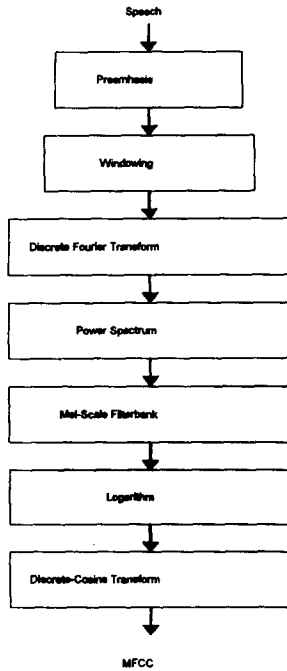 Speech
Preemhasis
Windowing
Discrete Fourier Transform
Power Spectrum
Mel-Scale Filterbank
Logarithm
Discrete-Cosine Transform
MFCC